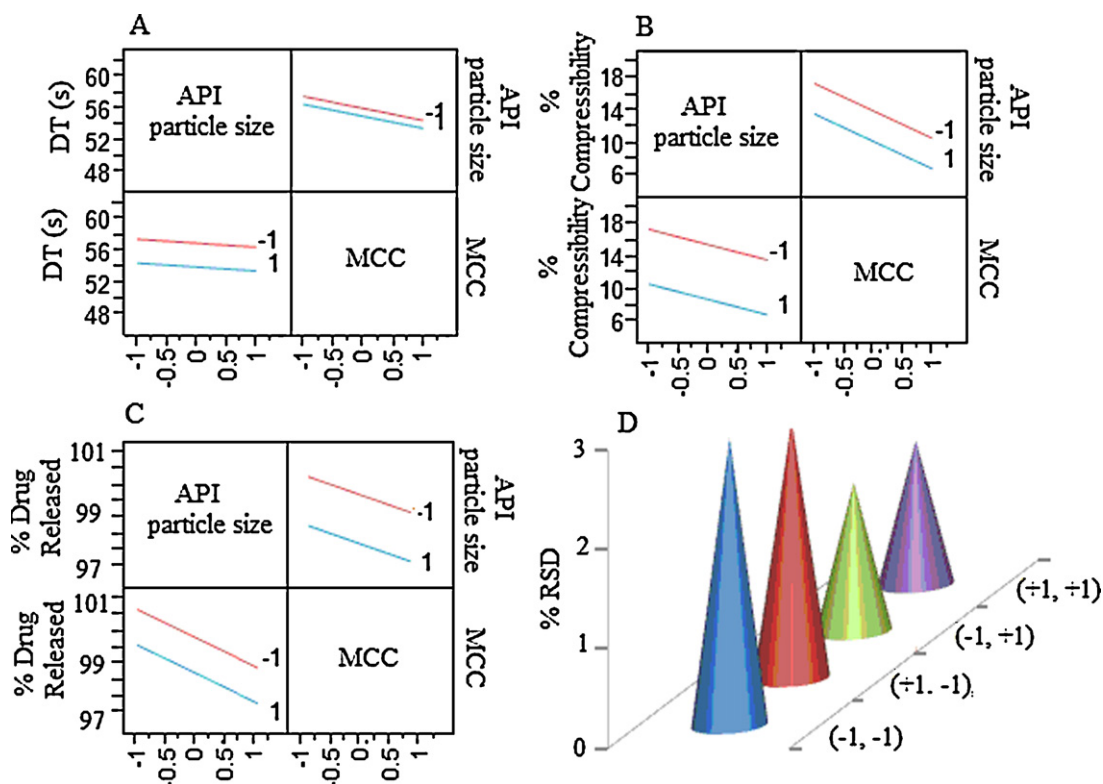 A
60
56
52
48
DT (s)
API
particle size
-1
1
API
particle size
60
56
52
48
DT (s)
-1
1
MCC
MCC
-1
-0.5
0
0.5
1
-1
-0.5
0
0.5
1
B
18
14
10
6
%
Compressibility
API
particle size
-1
1
API
particle size
18
14
10
6
%
Compressibility
-1
1
MCC
MCC
-1
-0.5
0
0.5
1
-1
-0.5
0
0.5
1
C
101
99
97
% Drug
Released
API
particle size
-1
1
API
particle size
101
99
97
% Drug
Released
-1
1
MCC
MCC
-1
-0.5
0
0.5
1
-1
-0.5
0
0.5
1
D
3
2
1
0
% RSD
(÷1, ÷1)
(-1, ÷1)
(÷1. -1)
(-1, -1)